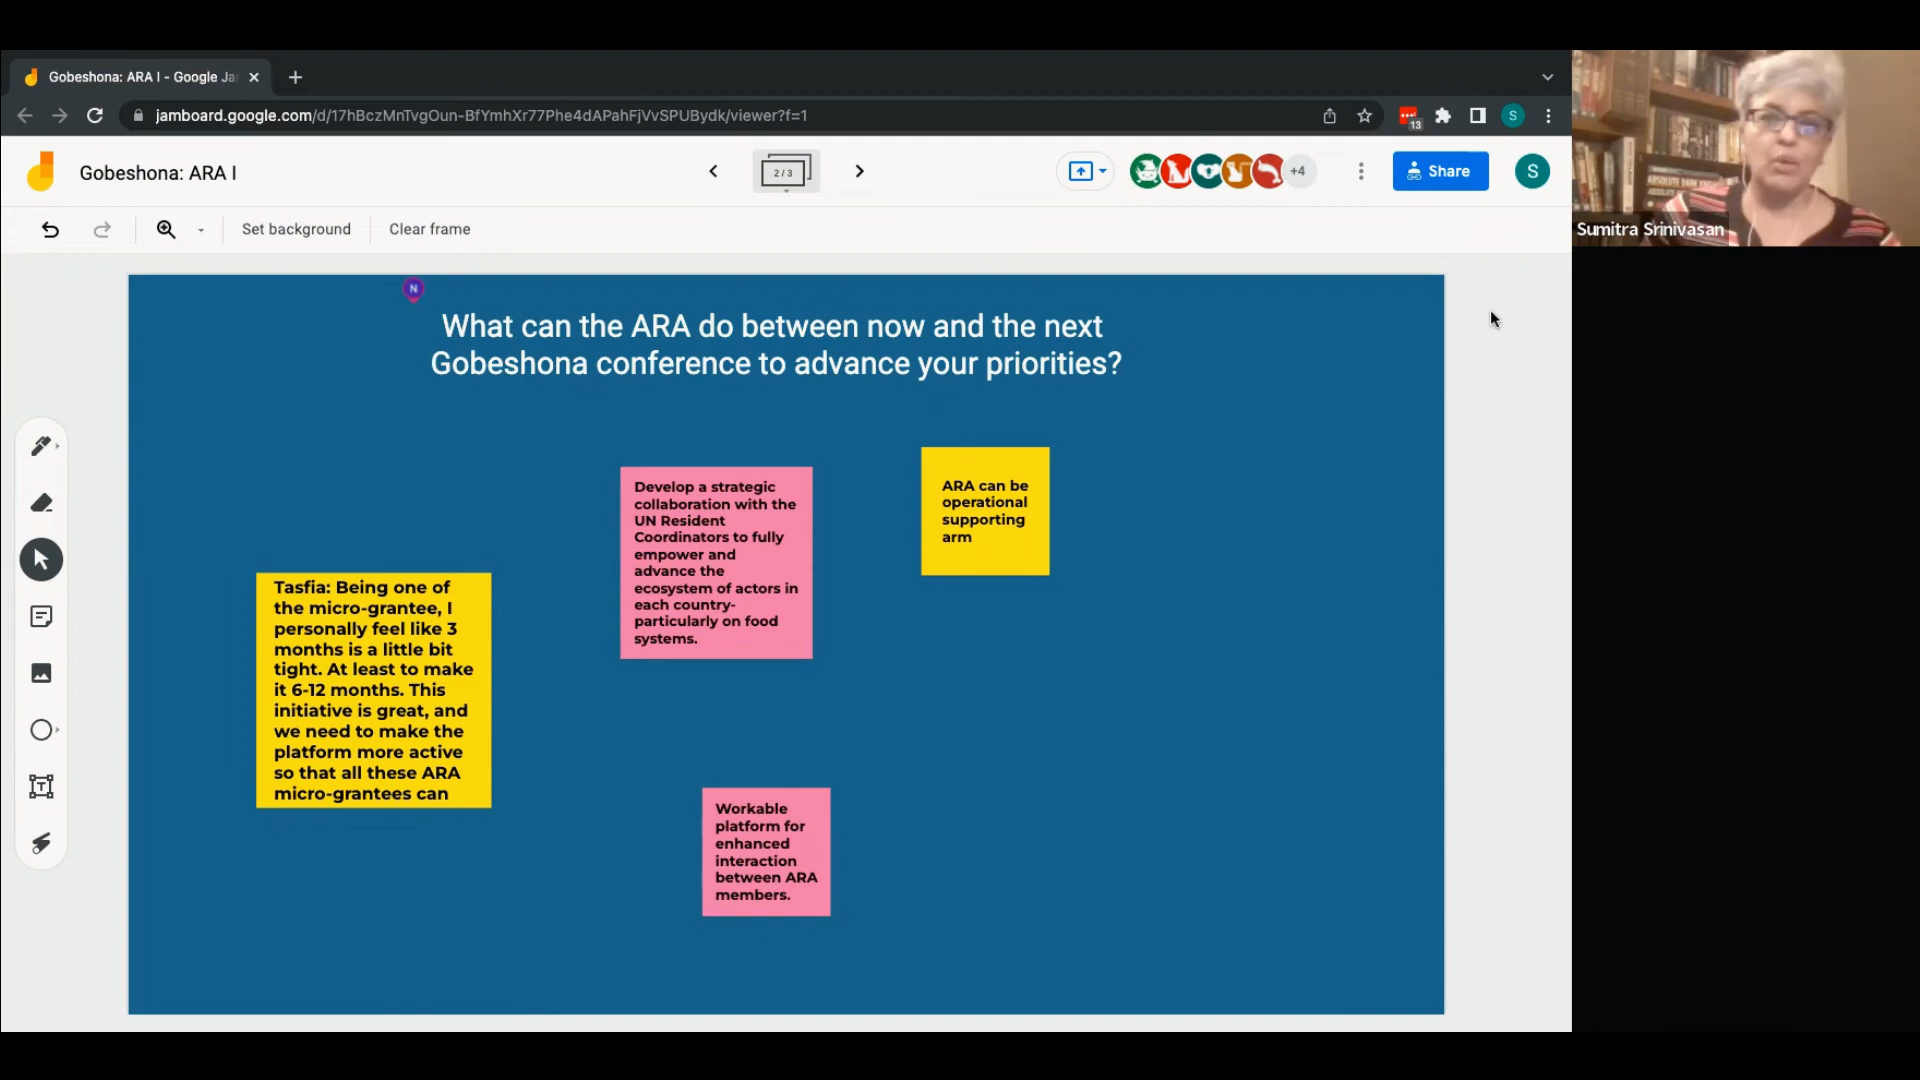 Gobeshona: ARA I - Google Ja
jamboard.google.com/d/17hBczMnTvgOun-BfYmhXr77Phe4dAPahFjVvSPUBydk/viewer?f=1
13
S
Gobeshona: ARA I
2 / 3
+4
Share
S
Set background
Clear frame
ABSOLUTE DARK
Sumitra Srinivasan
N
What can the ARA do between now and the next
Gobeshona conference to advance your priorities?
Develop a strategic
collaboration with the
UN Resident
Coordinators to fully
empower and
advance the
ecosystem of actors in
each country-
particularly on food
systems.
ARA can be
operational
supporting
arm
Tasfia: Being one of
the micro-grantee, I
personally feel like 3
months is a little bit
tight. At least to make
it 6-12 months. This
initiative is great, and
we need to make the
platform more active
so that all these ARA
micro-grantees can
Workable
platform for
enhanced
interaction
between ARA
members.